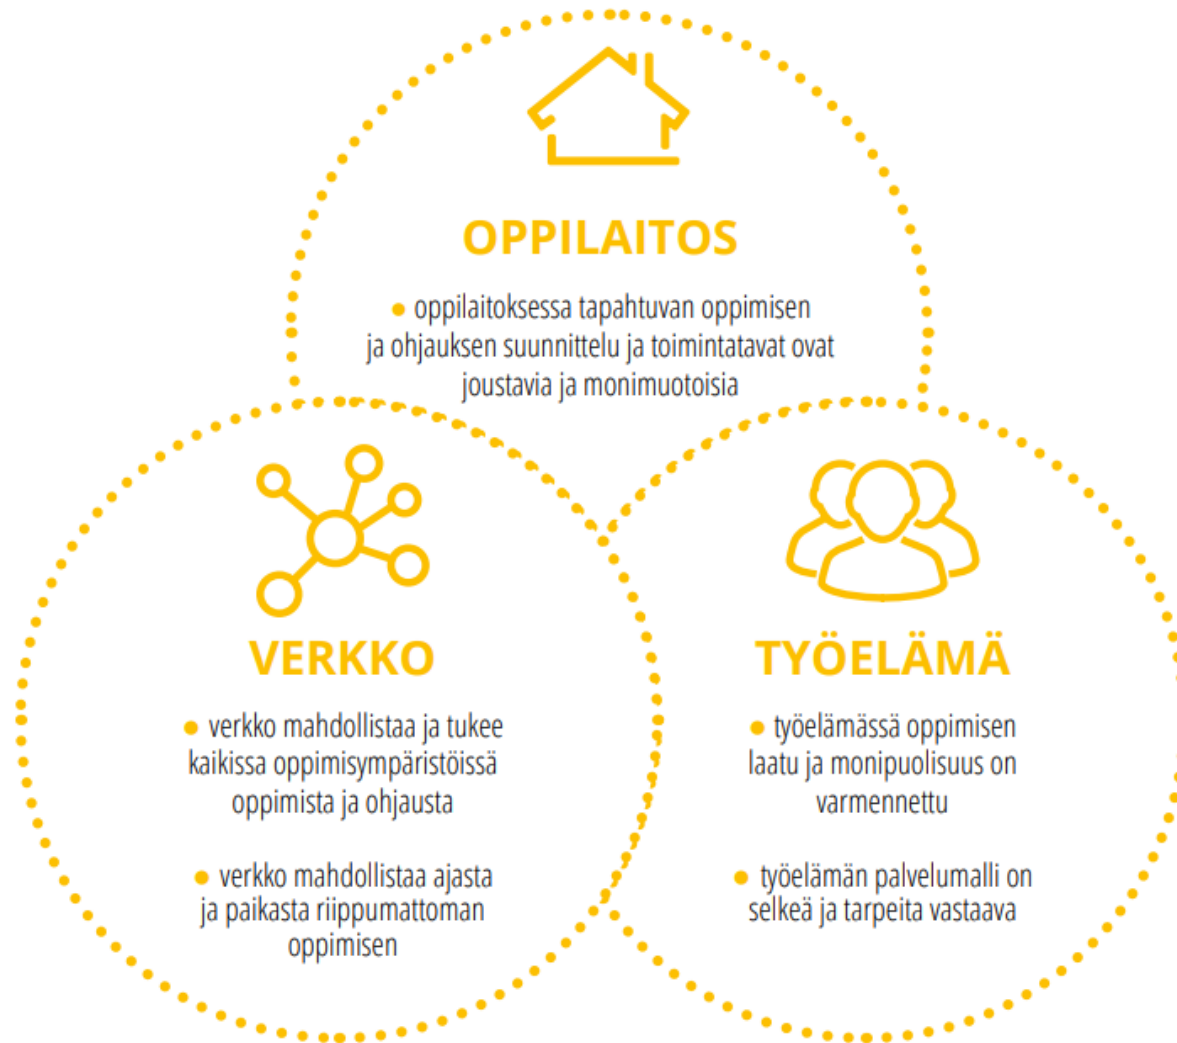 OPPILAITOS
● oppilaitoksessa tapahtuvan oppimisen
ja ohjauksen suunnittelu ja toimintatavat ovat
joustavia ja monimuotoisia
VERKKO
● verkko mahdollistaa ja tukee
kaikissa oppimisympäristöissä
oppimista ja ohjausta
● verkko mahdollistaa ajasta
ja paikasta riippumattoman
oppimisen
TYÖELÄMÄ
● työelämässä oppimisen
laatu ja monipuolisuus on
varmennettu
● työelämän palvelumalli on
selkeä ja tarpeita vastaava